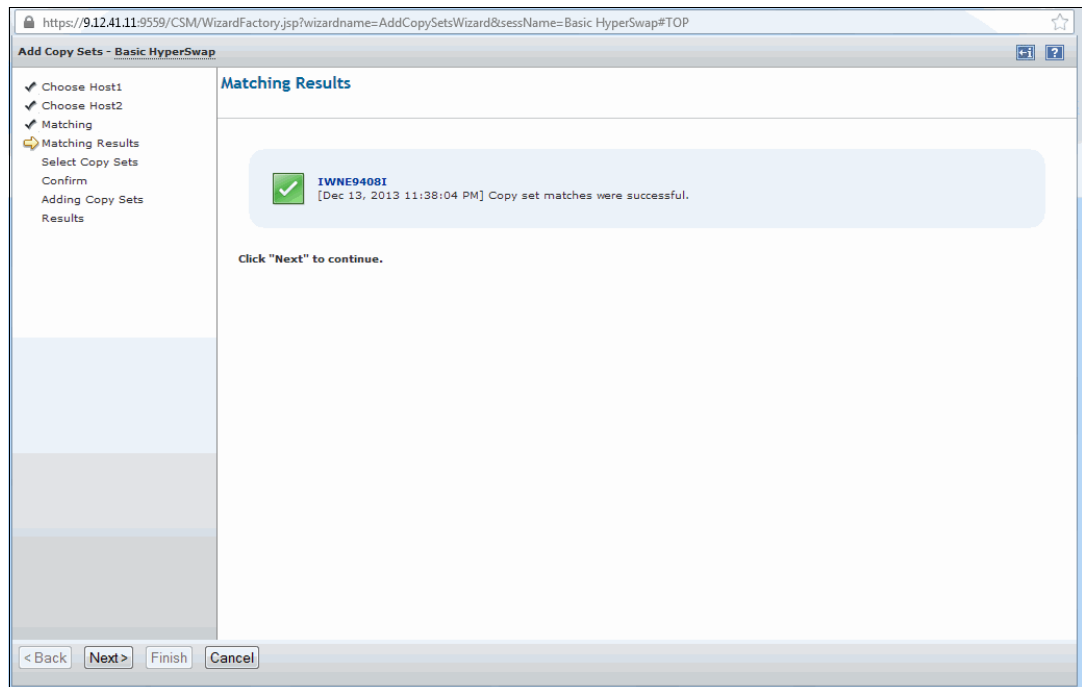 https://9.12.41.11:9559/CSM/WizardFactory.jsp?wizardname=AddCopySetsWizard&sessName=Basic HyperSwap#TOP
Add Copy Sets - Basic HyperSwap
?
Choose Host1
Choose Host2
Matching
Matching Results
Select Copy Sets
Confirm
Adding Copy Sets
Results
Matching Results
IWNE9408I
[Dec 13, 2013 11:38:04 PM] Copy set matches were successful.
Click "Next" to continue.
< Back
Next >
Finish
Cancel